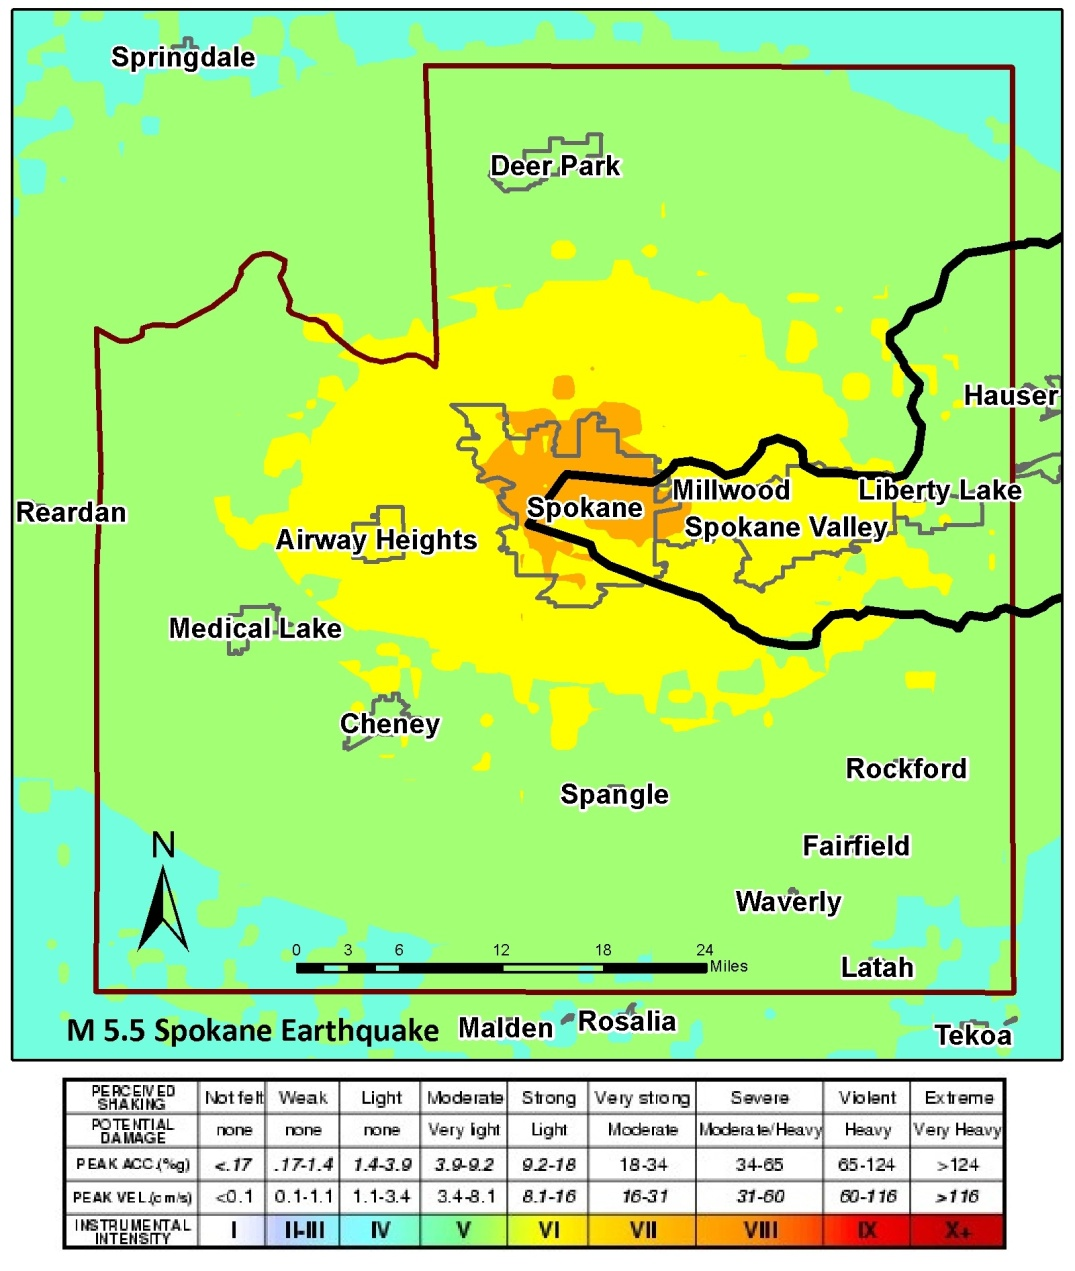 Springdale
Deer Park
Hauser
Millwood
Liberty Lake
Reardan
Spokane
Spokane Valley
Airway Heights
Medical Lake
Cheney
Rockford
Spangle
N
Fairfield
Waverly
0 3 6 12 18 24
Miles
Latah
M 5.5 Spokane Earthquake
Malden
Rosalia
Tekoa
PERCEIVED SHAKING Not felt Weak Light Moderate Strong Very strong Severe Violent Extreme
POTENTIAL DAMAGE none none none Very light Light Moderate Moderate/Heavy Heavy Very Heavy
PEAK ACC.(%g) <.17 .17-1.4 1.4-3.9 3.9-9.2 9.2-18 18-34 34-65 65-124 >124
PEAK VEL.(cm/s) <0.1 0.1-1.1 1.1-3.4 3.4-8.1 8.1-16 16-31 31-60 60-116 >116
INSTRUMENTAL INTENSITY I II-III IV V VI VII VIII IX X+